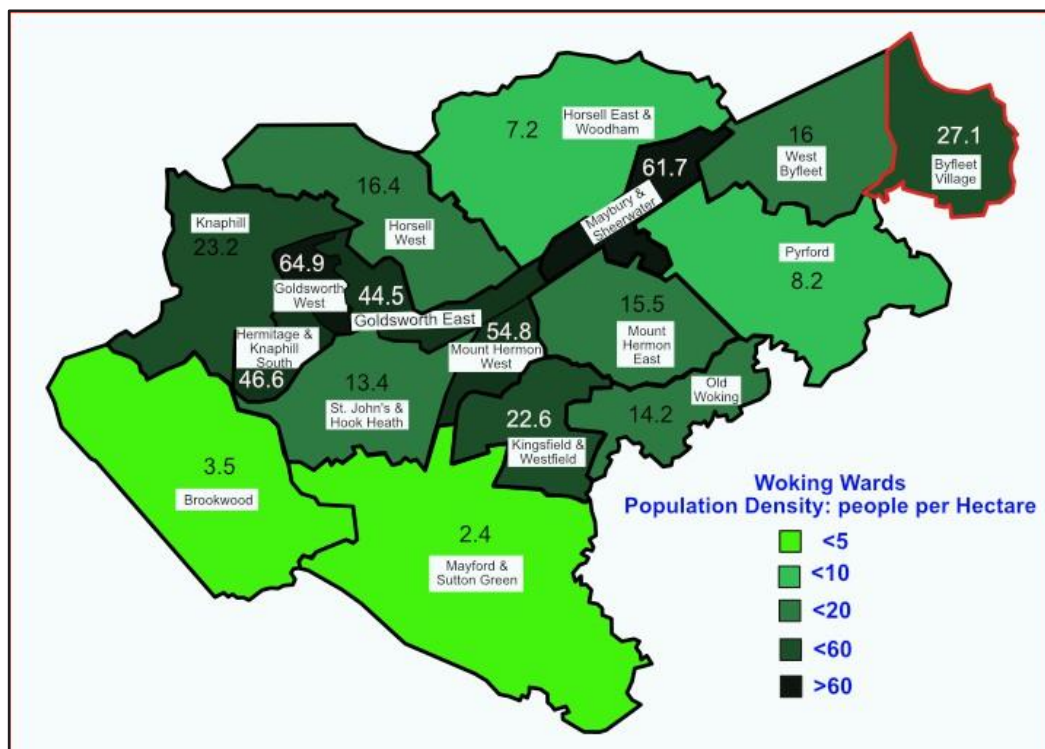 7.2
Horsell East &
Woodham
16
West
Byfleet
27.1
Byfleet
Village
61.7
Maybury &
Sheerwater
16.4
Horsell
West
Knaphill
23.2
64.9
Goldsworth
West
44.5
Goldsworth East
Pyrford
8.2
15.5
Mount
Hermon
East
54.8
Mount Hermon
West
Hermitage &
Knaphill
South
46.6
13.4
St. John's &
Hook Heath
Old
Woking
14.2
22.6
Kingsfield &
Westfield
3.5
Brookwood
2.4
Mayford &
Sutton Green
Woking Wards
Population Density: people per Hectare
<5
<10
<20
<60
>60